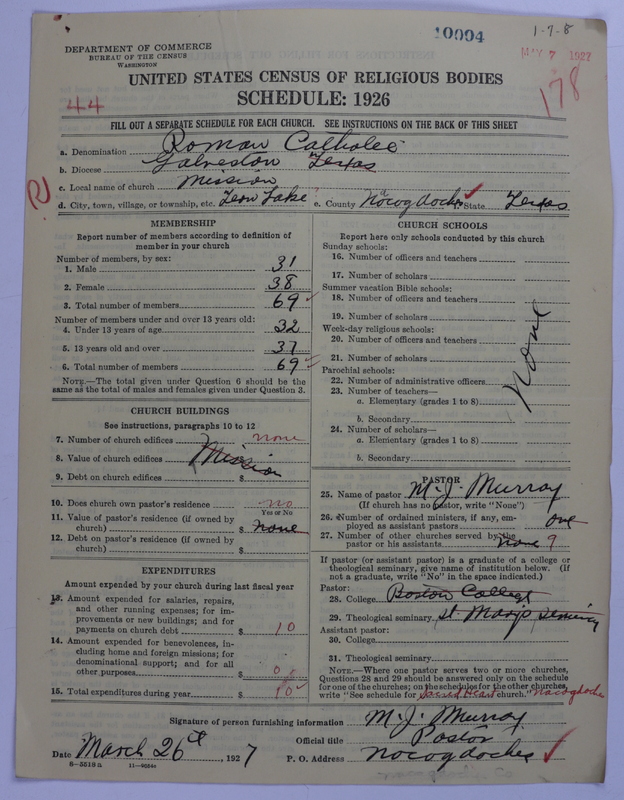 10094
1-7-8
DEPARTMENT OF COMMERCE
BUREAU OF THE CENSUS
WASHINGTON
MAY 7 1927
UNITED STATES CENSUS OF RELIGIOUS BODIES
SCHEDULE: 1926
44
178
FILL OUT A SEPARATE SCHEDULE FOR EACH CHURCH. SEE INSTRUCTIONS ON THE BACK OF THIS SHEET
a. Denomination Roman Catholic
b. Diocese Galveston Texas
c. Local name of church Mission
d. City, town, village, or township, etc. Fern Lake e. County Nacogdoches f. State Texas
MEMBERSHIP
Report number of members according to definition of
member in your church
Number of members, by sex:
1. Male 31
2. Female 38
3. Total number of members 69
Number of members under and over 13 years old:
4. Under 13 years of age 32
5. 13 years old and over 37
6. Total number of members 69
NOTE.—The total given under Question 6 should be the
same as the total of males and females given under Question 3.
CHURCH BUILDINGS
See instructions, paragraphs 10 to 12
7. Number of church edifices none
8. Value of church edifices Mission
9. Debt on church edifices $
10. Does church own pastor's residence no
Yes or No
11. Value of pastor's residence (if owned by
church) $ none
12. Debt on pastor's residence (if owned by
church) $
EXPENDITURES
Amount expended by your church during last fiscal year
13. Amount expended for salaries, repairs,
and other running expenses; for im-
provements or new buildings; and for
payments on church debt $ 10
14. Amount expended for benevolences, in-
cluding home and foreign missions; for
denominational support; and for all
other purposes $ 0
15. Total expenditures during year $ 10
CHURCH SCHOOLS
Report here only schools conducted by this church
Sunday schools:
16. Number of officers and teachers
17. Number of scholars
Summer vacation Bible schools:
18. Number of officers and teachers
19. Number of scholars
Week-day religious schools:
20. Number of officers and teachers
21. Number of scholars
Parochial schools:
22. Number of administrative officers
23. Number of teachers—
a. Elementary (grades 1 to 8)
b. Secondary
24. Number of scholars—
a. Elementary (grades 1 to 8)
b. Secondary
None
PASTOR
25. Name of pastor M. J. Murray
(If church has no pastor, write "None")
26. Number of ordained ministers, if any, em-
ployed as assistant pastors one
27. Number of other churches served by the
pastor or his assistants none 9
If pastor (or assistant pastor) is a graduate of a college or
theological seminary, give name of institution below. (If
not a graduate, write "No" in the space indicated.)
Pastor:
28. College Boston College
29. Theological seminary St Marys Seminary
Assistant pastor:
30. College
31. Theological seminary
NOTE.—Where one pastor serves two or more churches,
Questions 28 and 29 should be answered only on the schedule
for one of the churches; on the schedules for the other churches,
write "See schedule for Sacred Heart church." Nacogdoches
Signature of person furnishing information M. J. Murray
Official title Pastor
Date March 26th, 1927 P. O. Address Nacogdoches
8—5518 a
Nacogdoches Co